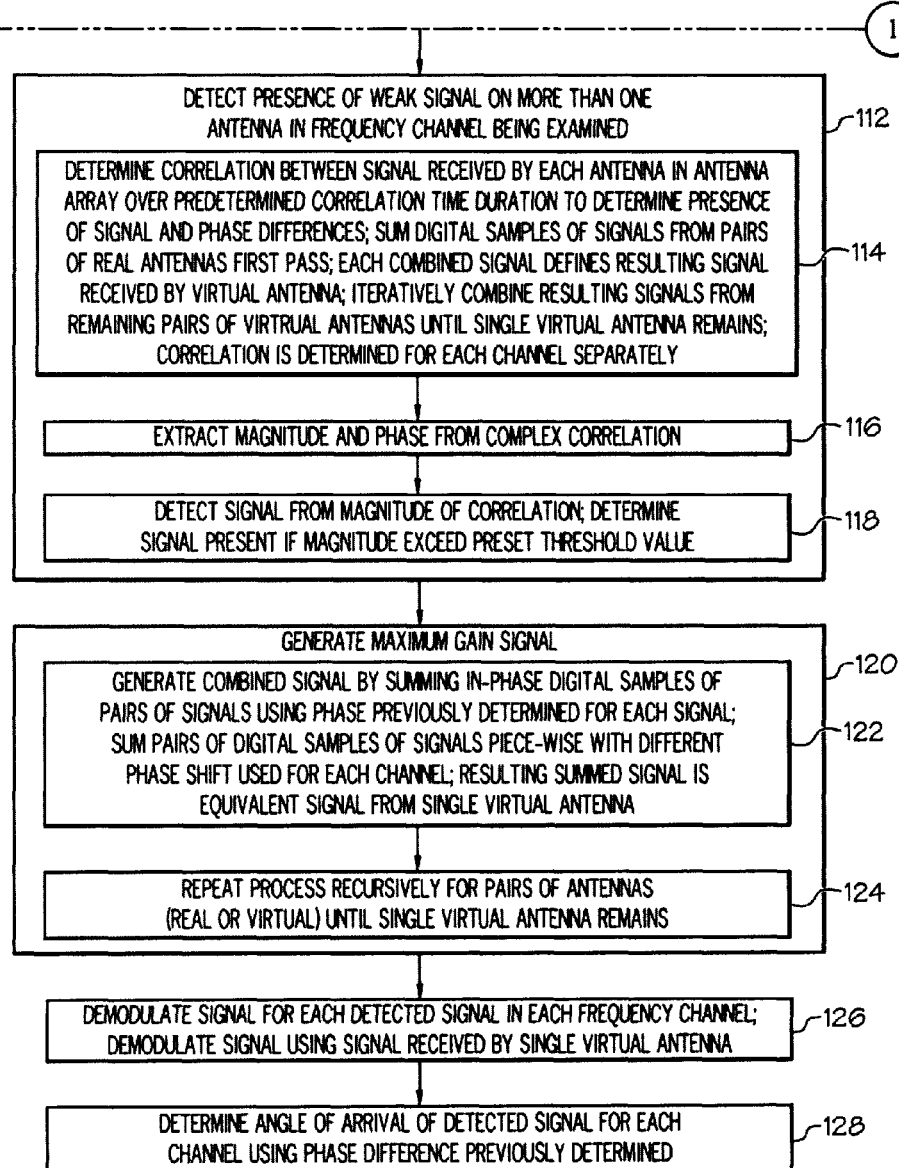 1
DETECT PRESENCE OF WEAK SIGNAL ON MORE THAN ONE
ANTENNA IN FREQUENCY CHANNEL BEING EXAMINED
112
DETERMINE CORRELATION BETWEEN SIGNAL RECEIVED BY EACH ANTENNA IN ANTENNA
ARRAY OVER PREDETERMINED CORRELATION TIME DURATION TO DETERMINE PRESENCE
OF SIGNAL AND PHASE DIFFERENCES; SUM DIGITAL SAMPLES OF SIGNALS FROM PAIRS
OF REAL ANTENNAS FIRST PASS; EACH COMBINED SIGNAL DEFINES RESULTING SIGNAL
RECEIVED BY VIRTUAL ANTENNA; ITERATIVELY COMBINE RESULTING SIGNALS FROM
REMAINING PAIRS OF VIRTRUAL ANTENNAS UNTIL SINGLE VIRTUAL ANTENNA REMAINS;
CORRELATION IS DETERMINED FOR EACH CHANNEL SEPARATELY
114
EXTRACT MAGNITUDE AND PHASE FROM COMPLEX CORRELATION
116
DETECT SIGNAL FROM MAGNITUDE OF CORRELATION; DETERMINE
SIGNAL PRESENT IF MAGNITUDE EXCEED PRESET THRESHOLD VALUE
118
GENERATE MAXIMUM GAIN SIGNAL
120
GENERATE COMBINED SIGNAL BY SUMMING IN-PHASE DIGITAL SAMPLES OF
PAIRS OF SIGNALS USING PHASE PREVIOUSLY DETERMINED FOR EACH SIGNAL;
SUM PAIRS OF DIGITAL SAMPLES OF SIGNALS PIECE-WISE WITH DIFFERENT
PHASE SHIFT USED FOR EACH CHANNEL; RESULTING SUMMED SIGNAL IS
EQUIVALENT SIGNAL FROM SINGLE VIRTUAL ANTENNA
122
REPEAT PROCESS RECURSIVELY FOR PAIRS OF ANTENNAS
(REAL OR VIRTUAL) UNTIL SINGLE VIRTUAL ANTENNA REMAINS
124
DEMODULATE SIGNAL FOR EACH DETECTED SIGNAL IN EACH FREQUENCY CHANNEL;
DEMODULATE SIGNAL USING SIGNAL RECEIVED BY SINGLE VIRTUAL ANTENNA
126
DETERMINE ANGLE OF ARRIVAL OF DETECTED SIGNAL FOR EACH
CHANNEL USING PHASE DIFFERENCE PREVIOUSLY DETERMINED
128